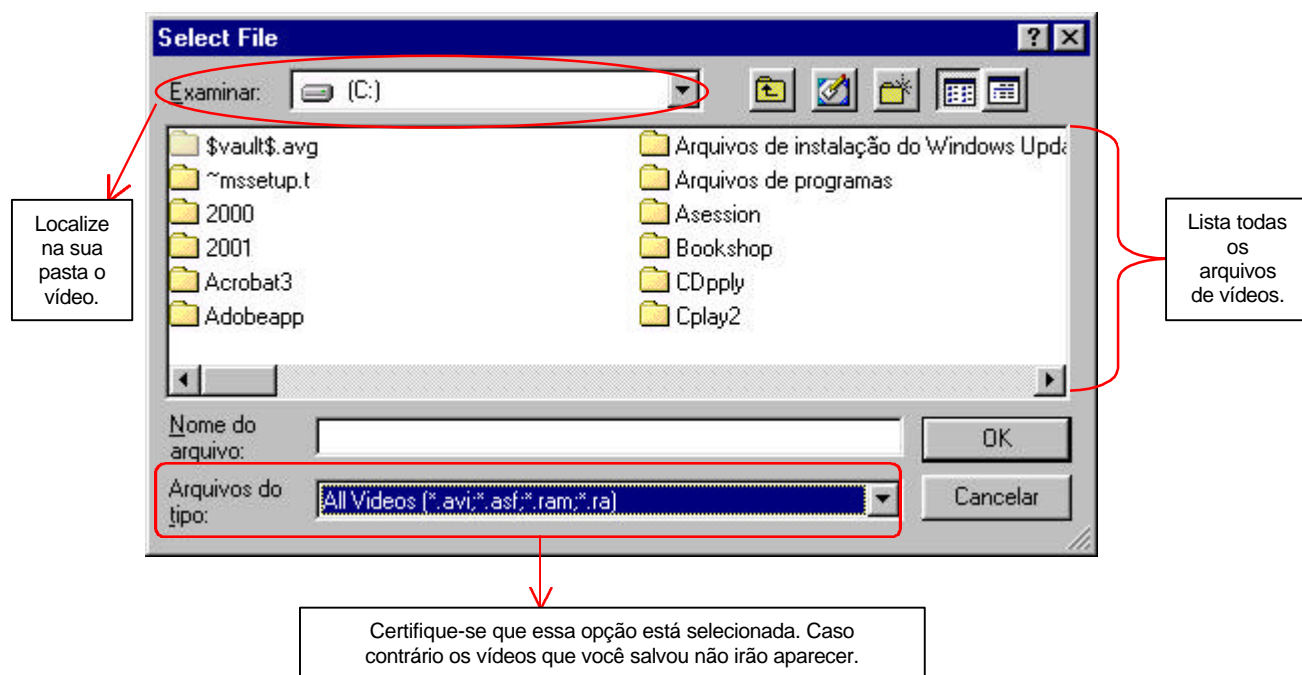 Select File
Examinar: (C:)
$vault$.avg
~mssetup.t
2000
2001
Acrobat3
Adobeapp
Arquivos de instalação do Windows Upda
Arquivos de programas
Asession
Bookshop
CDpply
Cplay2
Localize
na sua
pasta o
vídeo.
Lista todas
os
arquivos
de vídeos.
Nome do
arquivo:
OK
Arquivos do
tipo:
All Videos (*.avi;*.asf;*.ram;*.ra)
Cancelar
Certifique-se que essa opção está selecionada. Caso
contrário os vídeos que você salvou não irão aparecer.